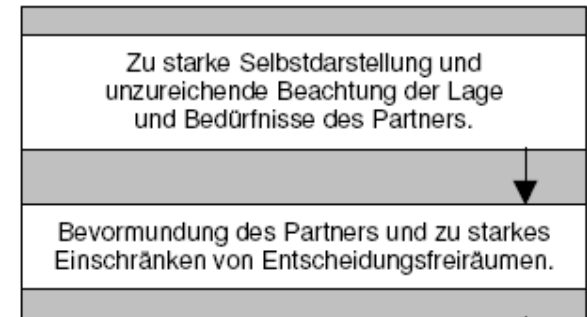 Zu starke Selbstdarstellung und
unzureichende Beachtung der Lage
und Bedürfnisse des Partners.
Bevormundung des Partners und zu starkes
Einschränken von Entscheidungsfreiräumen.